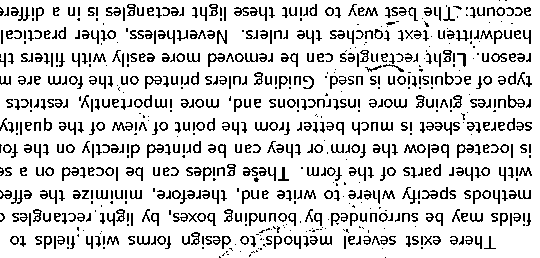 There exist several methods to design forms with fields to
fields may be surrounded by bounding boxes, by light rectangles o
methods specify where to write and, therefore, minimize the effec
with other parts of the form. These guides can be located on a se
is located below the form or they can be printed directly on the fo
separate sheet is much better from the point of view of the quality
requires giving more instructions and, more importantly, restricts
type of acquisition is used. Guiding rulers printed on the form are m
reason. Light rectangles can be removed more easily with filters th
handwritten text touches the rulers. Nevertheless, other practical
account: The best way to print these light rectangles is in a differe